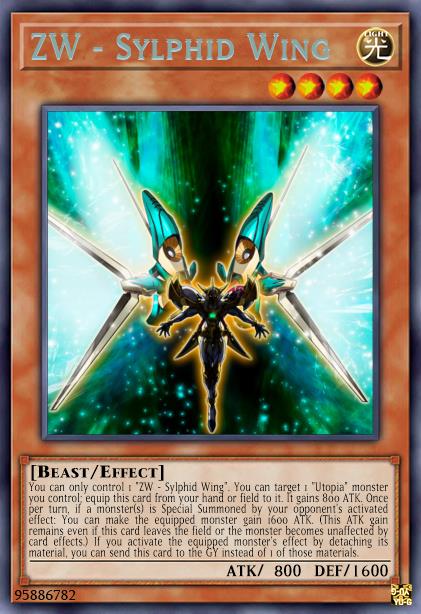 ZW - Sylphid Wing
LIGHT
光
[Beast/Effect]
You can only control 1 "ZW - Sylphid Wing". You can target 1 "Utopia" monster
you control; equip this card from your hand or field to it. It gains 800 ATK. Once
per turn, if a monster(s) is Special Summoned by your opponent's activated
effect: You can make the equipped monster gain 1600 ATK. (This ATK gain
remains even if this card leaves the field or the monster becomes unaffected by
card effects.) If you activate the equipped monster's effect by detaching its
material, you can send this card to the GY instead of 1 of those materials.
ATK/ 800 DEF/1600
95886782